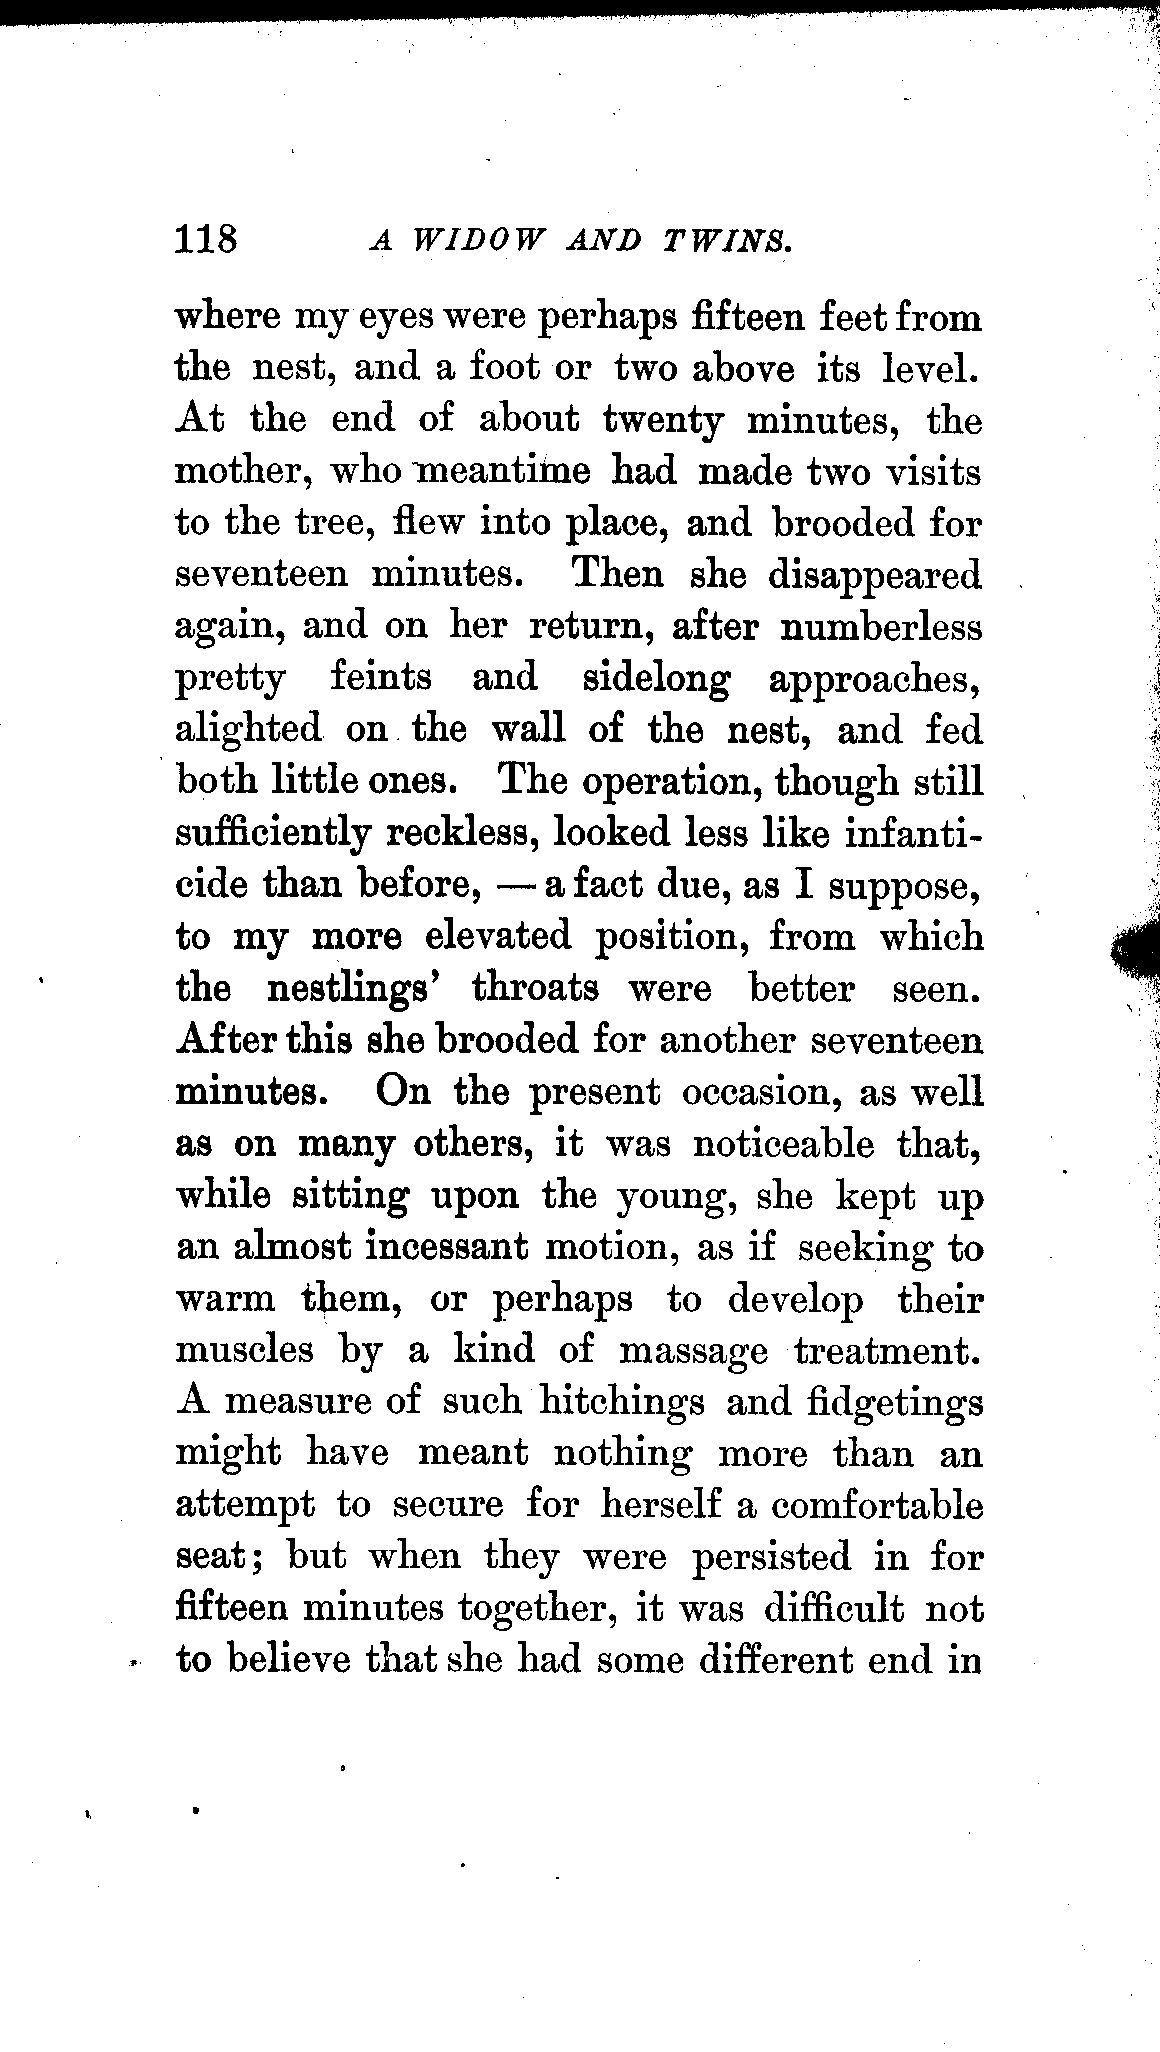 118 A WIDOW AND TWINS.
where my eyes were perhaps fifteen feet from
the nest, and a foot or two above its level.
At the end of about twenty minutes, the
mother, who meantime had made two visits
to the tree, flew into place, and brooded for
seventeen minutes. Then she disappeared
again, and on her return, after numberless
pretty feints and sidelong approaches,
alighted on the wall of the nest, and fed
both little ones. The operation, though still
sufficiently reckless, looked less like infanti-
cide than before, — a fact due, as I suppose,
to my more elevated position, from which
the nestlings' throats were better seen.
After this she brooded for another seventeen
minutes. On the present occasion, as well
as on many others, it was noticeable that,
while sitting upon the young, she kept up
an almost incessant motion, as if seeking to
warm them, or perhaps to develop their
muscles by a kind of massage treatment.
A measure of such hitchings and fidgetings
might have meant nothing more than an
attempt to secure for herself a comfortable
seat; but when they were persisted in for
fifteen minutes together, it was difficult not
to believe that she had some different end in